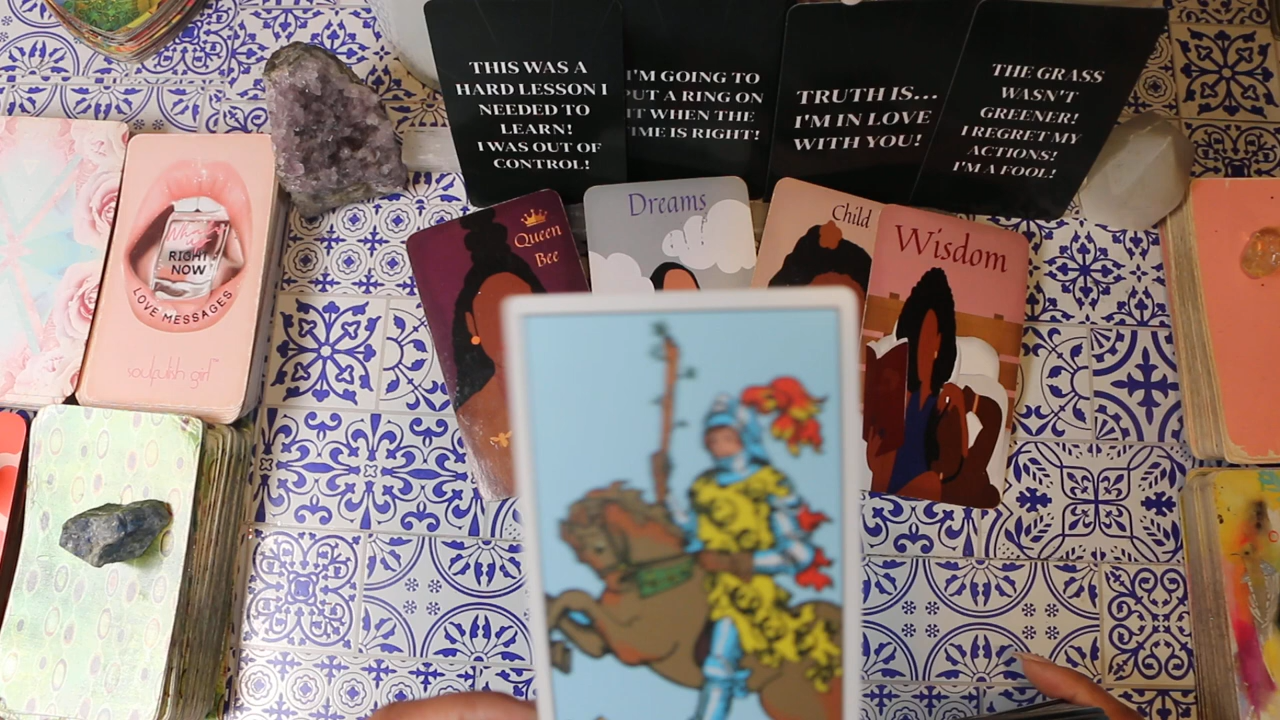 THIS WAS A
HARD LESSON I
NEEDED TO
LEARN!
I WAS OUT OF
CONTROL!
I'M GOING TO
PUT A RING ON
IT WHEN THE
TIME IS RIGHT!
TRUTH IS...
I'M IN LOVE
WITH YOU!
THE GRASS
WASN'T
GREENER!
I REGRET MY
ACTIONS!
I'M A FOOL!
Queen
Bee
Dreams
Child
Wisdom
RIGHT
NOW
LOVE MESSAGES